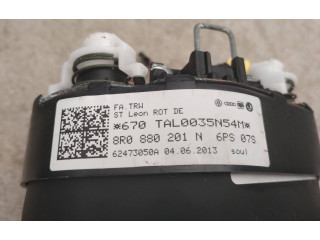 FA.TRW
ST Leon ROT DE
*670 TAL0035N54M*
8R0 880 201 N 6PS 07S
62473050A 04.06.2013 soul